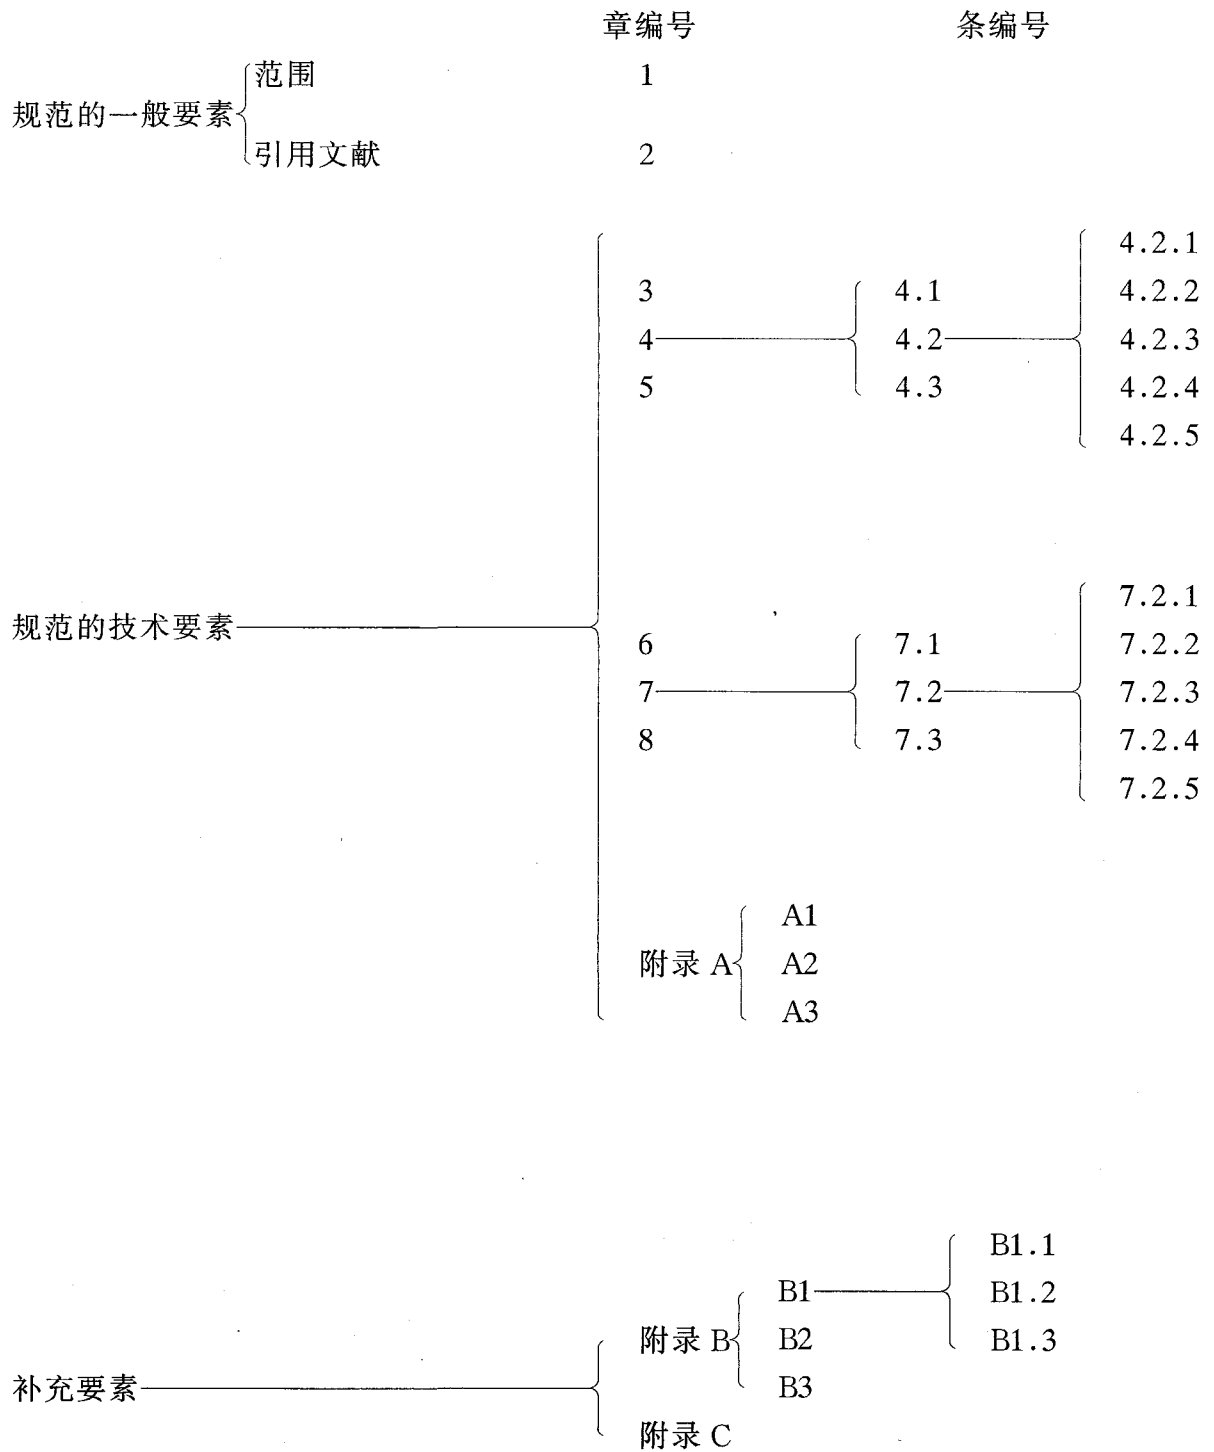 章编号 条编号
范围 1
规范的一般要素
引用文献 2
4.2.1
3 4.1 4.2.2
4 4.2 4.2.3
5 4.3 4.2.4
4.2.5
7.2.1
规范的技术要素
6 7.1 7.2.2
7 7.2 7.2.3
8 7.3 7.2.4
7.2.5
A1
附录 A A2
A3
B1.1
B1 B1.2
附录 B B2 B1.3
补充要素 B3
附录 C